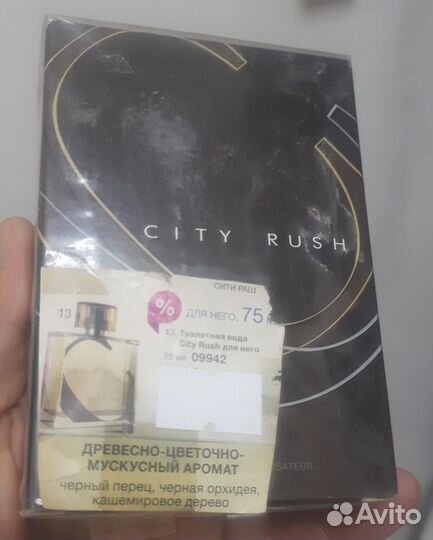 CITY RUSH
СИТИ РАШ
13
%
ДЛЯ НЕГО, 75
13. Туалетная вода
City Rush для него
75 мл 09942
ДРЕВЕСНО-ЦВЕТОЧНО-
МУСКУСНЫЙ АРОМАТ
черный перец, черная орхидея,
кашемировое дерево
Avito